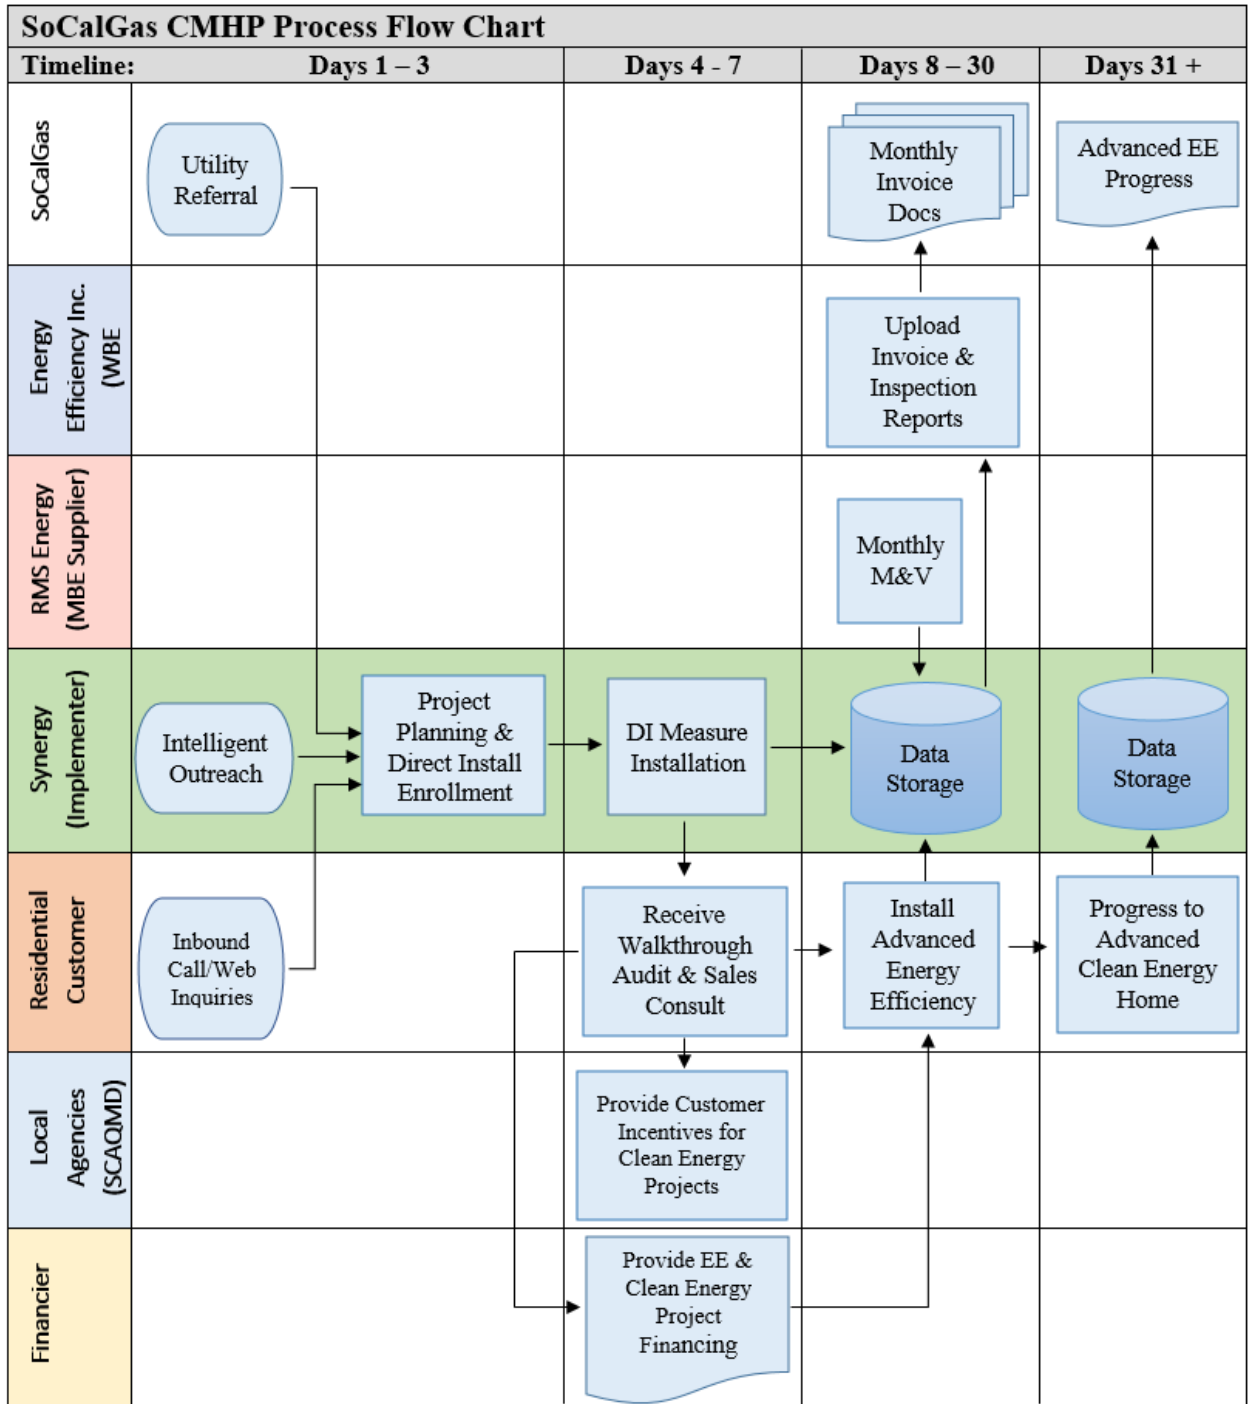 SoCalGas CMHP Process Flow Chart
Timeline:
Days 1 – 3
Days 4 - 7
Days 8 – 30
Days 31 +
SoCalGas
Utility
Referral
Monthly
Invoice
Docs
Advanced EE
Progress
Energy
Efficiency Inc.
(WBE
Upload
Invoice &
Inspection
Reports
RMS Energy
(MBE Supplier)
Monthly
M&V
Synergy
(Implementer)
Intelligent
Outreach
Project
Planning &
Direct Install
Enrollment
DI Measure
Installation
Data
Storage
Data
Storage
Residential
Customer
Inbound
Call/Web
Inquiries
Receive
Walkthrough
Audit & Sales
Consult
Install
Advanced
Energy
Efficiency
Progress to
Advanced
Clean Energy
Home
Local
Agencies
(SCAQMD)
Provide Customer
Incentives for
Clean Energy
Projects
Financier
Provide EE &
Clean Energy
Project
Financing